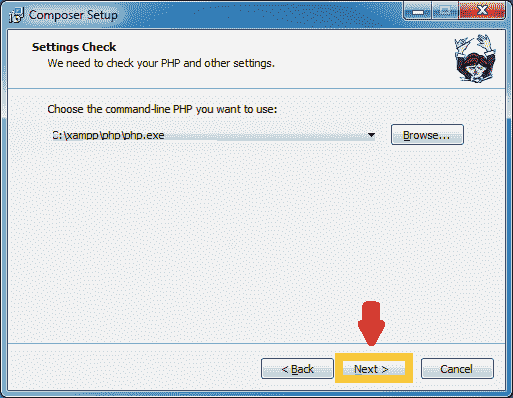 Composer Setup
Settings Check
We need to check your PHP and other settings.
Choose the command-line PHP you want to use:
C:\xampp\php\php.exe
Browse...
< Back
Next >
Cancel